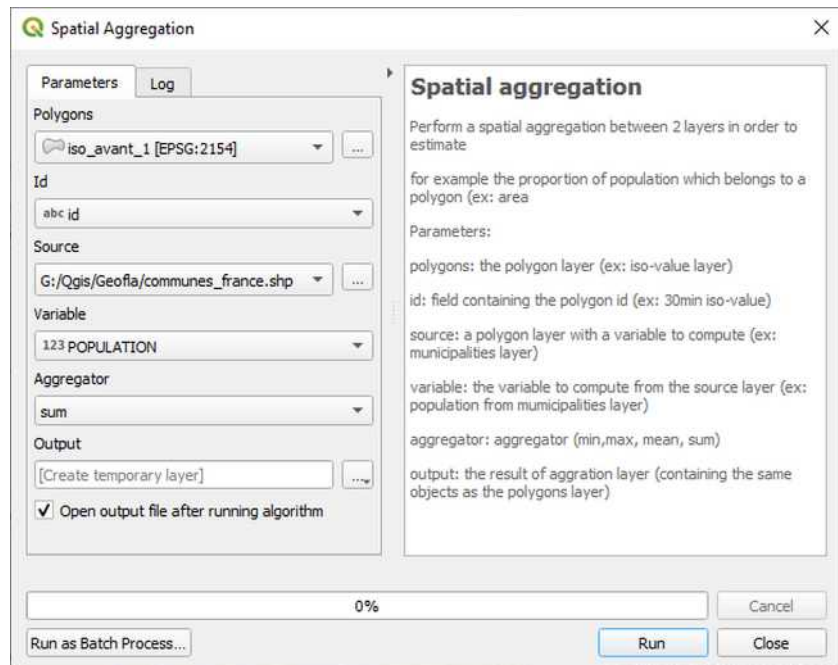 Spatial Aggregation
Parameters
Log
Polygons
iso_avant_1 [EPSG:2154]
...
Id
abc id
Source
G:/Qgis/Geofla/communes_france.shp
...
Variable
123 POPULATION
Aggregator
sum
Output
[Create temporary layer]
...
Open output file after running algorithm
Spatial aggregation
Perform a spatial aggregation between 2 layers in order to
estimate
for example the proportion of population which belongs to a
polygon (ex: area
Parameters:
polygons: the polygon layer (ex: iso-value layer)
id: field containing the polygon id (ex: 30min iso-value)
source: a polygon layer with a variable to compute (ex:
municipalities layer)
variable: the variable to compute from the source layer (ex:
population from mumicipalities layer)
aggregator: aggregator (min,max, mean, sum)
output: the result of aggration layer (containing the same
objects as the polygons layer)
0%
Cancel
Run as Batch Process...
Run
Close